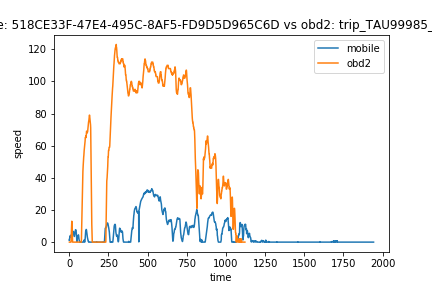 e: 518CE33F-47E4-495C-8AF5-FD9D5D965C6D vs obd2: trip_TAU99985_
mobile
obd2
speed
120
100
80
60
40
20
0
0 250 500 750 1000 1250 1500 1750 2000
time